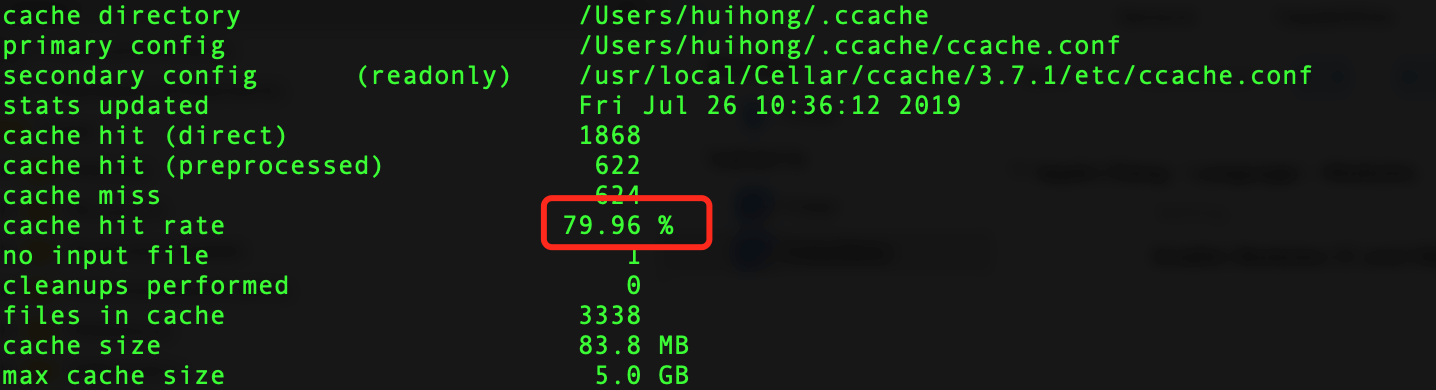 cache directory /Users/huihong/.ccache
primary config /Users/huihong/.ccache/ccache.conf
secondary config (readonly) /usr/local/Cellar/ccache/3.7.1/etc/ccache.conf
stats updated Fri Jul 26 10:36:12 2019
cache hit (direct) 1868
cache hit (preprocessed) 622
cache miss 624
cache hit rate 79.96 %
no input file 1
cleanups performed 0
files in cache 3338
cache size 83.8 MB
max cache size 5.0 GB